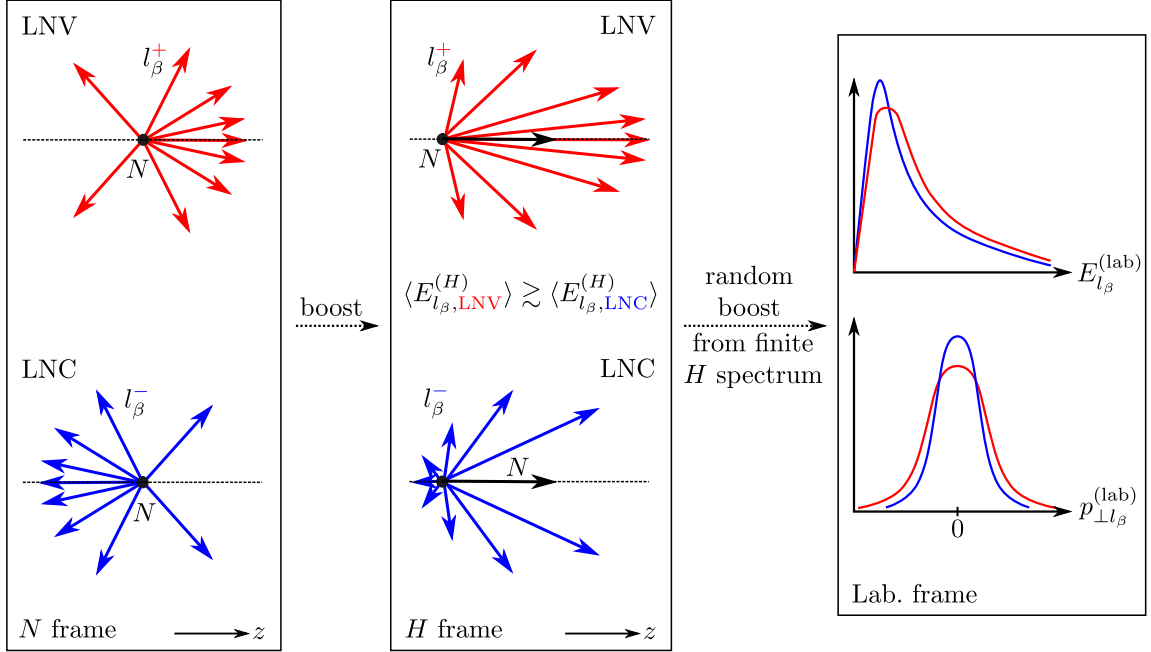 LNV
l_β^+
N
LNC
l_β^-
N
N frame
z
boost
LNV
l_β^+
N
⟨E_{l_β,LNV}^{(H)}⟩ ≳ ⟨E_{l_β,LNC}^{(H)}⟩
LNC
l_β^-
N
H frame
z
random
boost
from finite
H spectrum
E_{l_β}^{(lab)}
p_{⊥l_β}^{(lab)}
0
Lab. frame